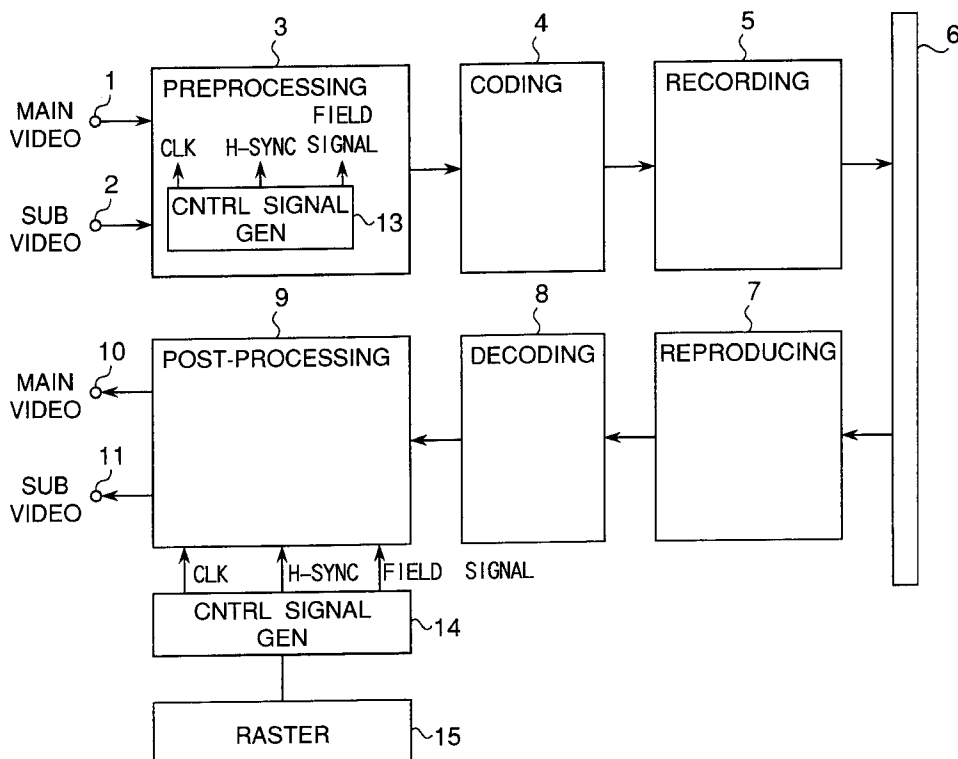 3
4
5
6
1
MAIN
VIDEO
PREPROCESSING
FIELD
CLK H-SYNC SIGNAL
CODING
RECORDING
2
SUB
VIDEO
CNTRL SIGNAL
GEN
13
9
8
7
10
MAIN
VIDEO
POST-PROCESSING
DECODING
REPRODUCING
11
SUB
VIDEO
CLK H-SYNC FIELD SIGNAL
CNTRL SIGNAL
GEN
14
RASTER
15